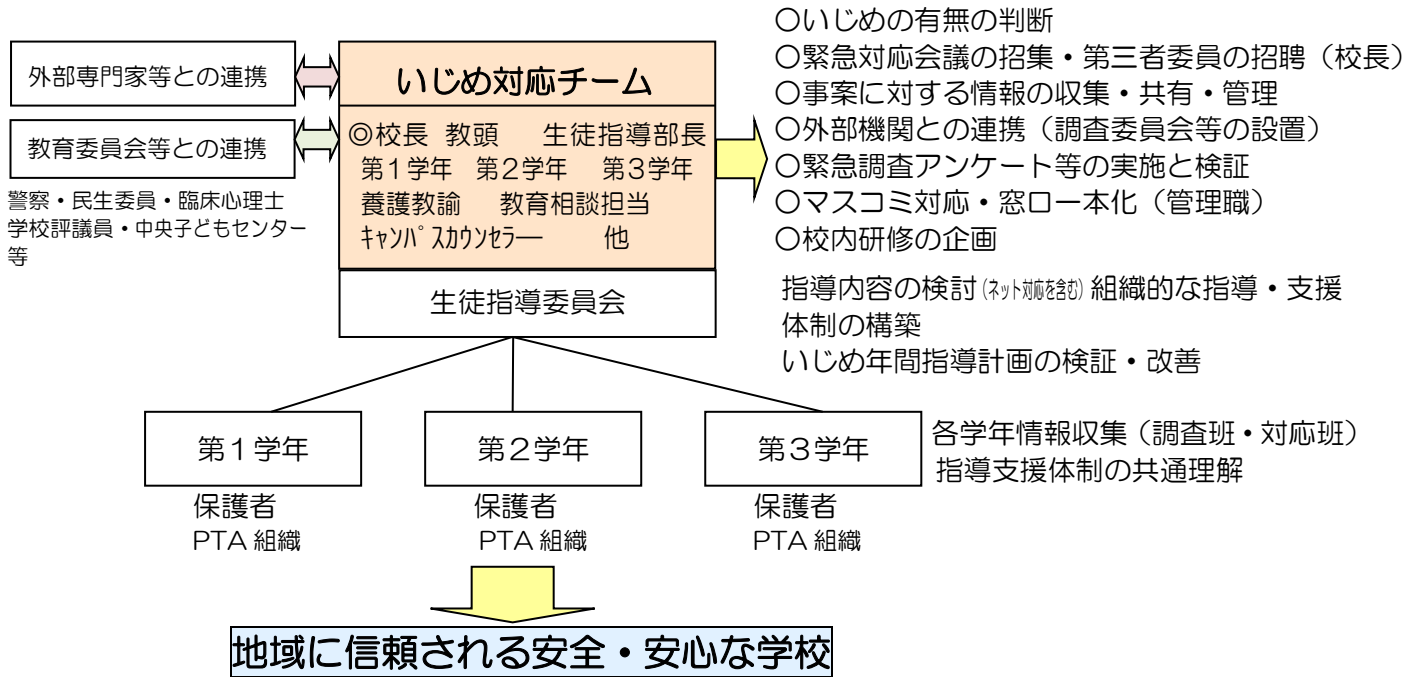 外部専門家等との連携
教育委員会等との連携
警察・民生委員・臨床心理士
学校評議員・中央子どもセンター
等
いじめ対応チーム
◎校長 教頭 生徒指導部長
第1学年 第2学年 第3学年
養護教諭 教育相談担当
ｷｬﾝﾊﾟｽｶｳﾝｾﾗ― 他
生徒指導委員会
〇いじめの有無の判断
〇緊急対応会議の招集・第三者委員の招聘（校長）
〇事案に対する情報の収集・共有・管理
〇外部機関との連携（調査委員会等の設置）
〇緊急調査アンケート等の実施と検証
〇マスコミ対応・窓口一本化（管理職）
〇校内研修の企画
指導内容の検討(ネット対応を含む)組織的な指導・支援
体制の構築
いじめ年間指導計画の検証・改善
第1学年
第2学年
第3学年
各学年情報収集（調査班・対応班）
指導支援体制の共通理解
保護者
PTA組織
保護者
PTA組織
保護者
PTA組織
地域に信頼される安全・安心な学校